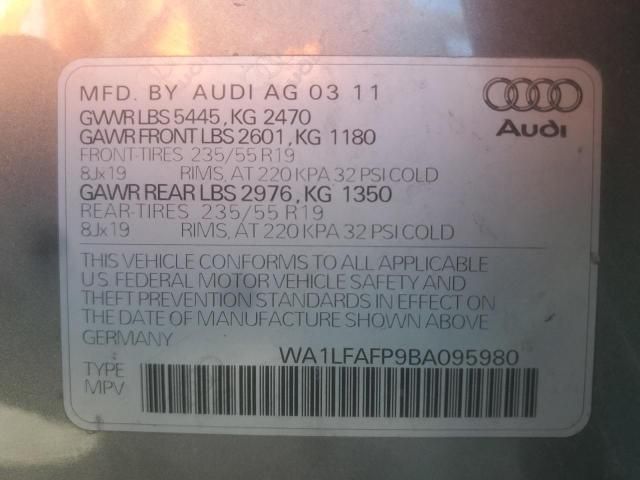 MFD. BY AUDI AG 03 11
GVWR LBS 5445, KG 2470
GAWR FRONT LBS 2601, KG 1180
FRONT-TIRES 235/55 R19
8Jx19 RIMS, AT 220 KPA 32 PSI COLD
GAWR REAR LBS 2976, KG 1350
REAR-TIRES 235/55 R19
8Jx19 RIMS, AT 220 KPA 32 PSI COLD
Audi
THIS VEHICLE CONFORMS TO ALL APPLICABLE
U.S. FEDERAL MOTOR VEHICLE SAFETY AND
THEFT PREVENTION STANDARDS IN EFFECT ON
THE DATE OF MANUFACTURE SHOWN ABOVE
GERMANY
WA1LFAFP9BA095980
TYPE
MPV